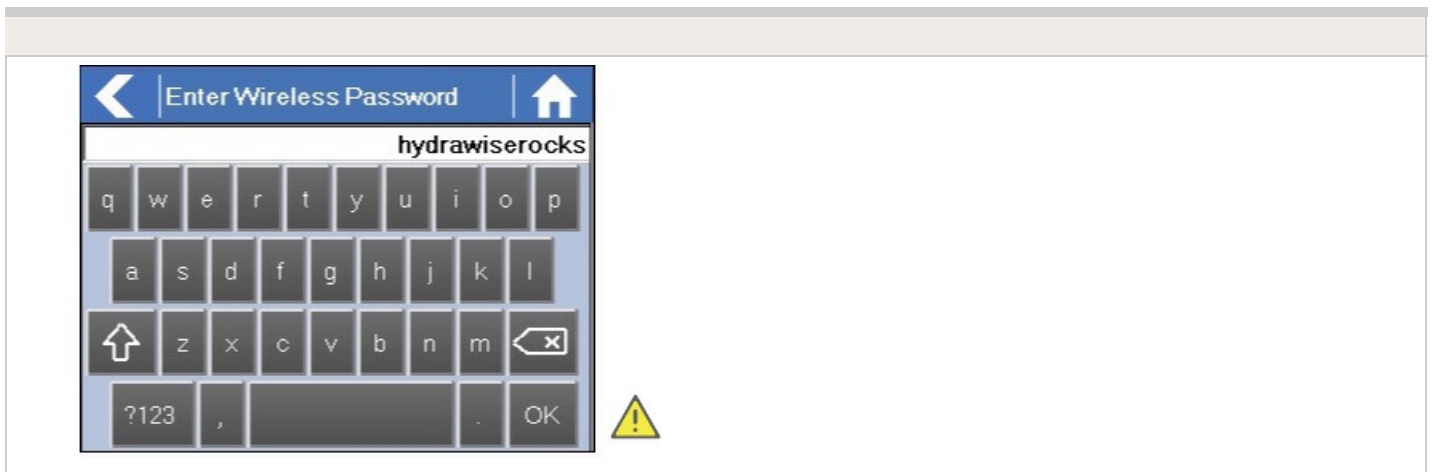 Enter Wireless Password
hydrawiserocks
q w e r t y u i o p
a s d f g h j k l
z x c v b n m
?123 , . OK